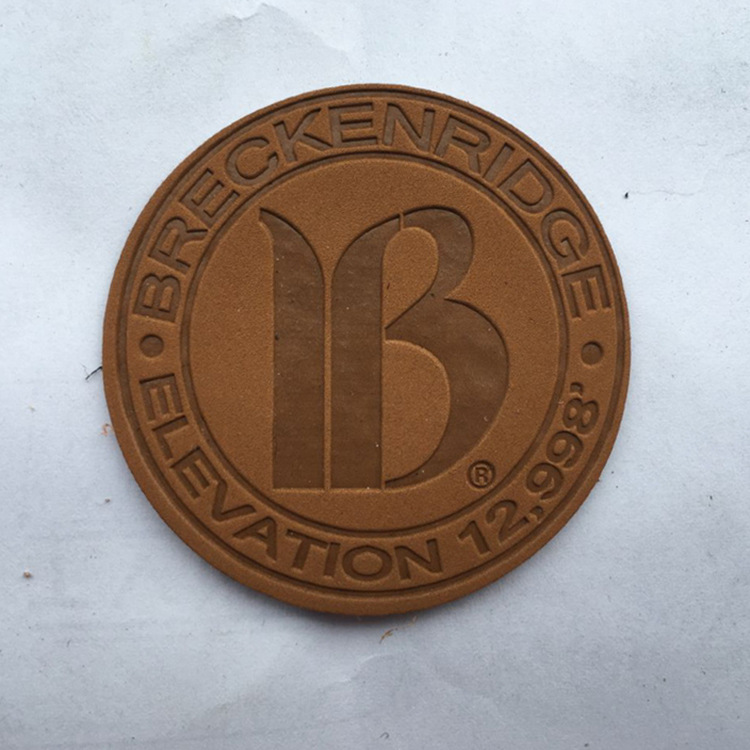 BRECKENRIDGE
B
®
ELEVATION 12,998'